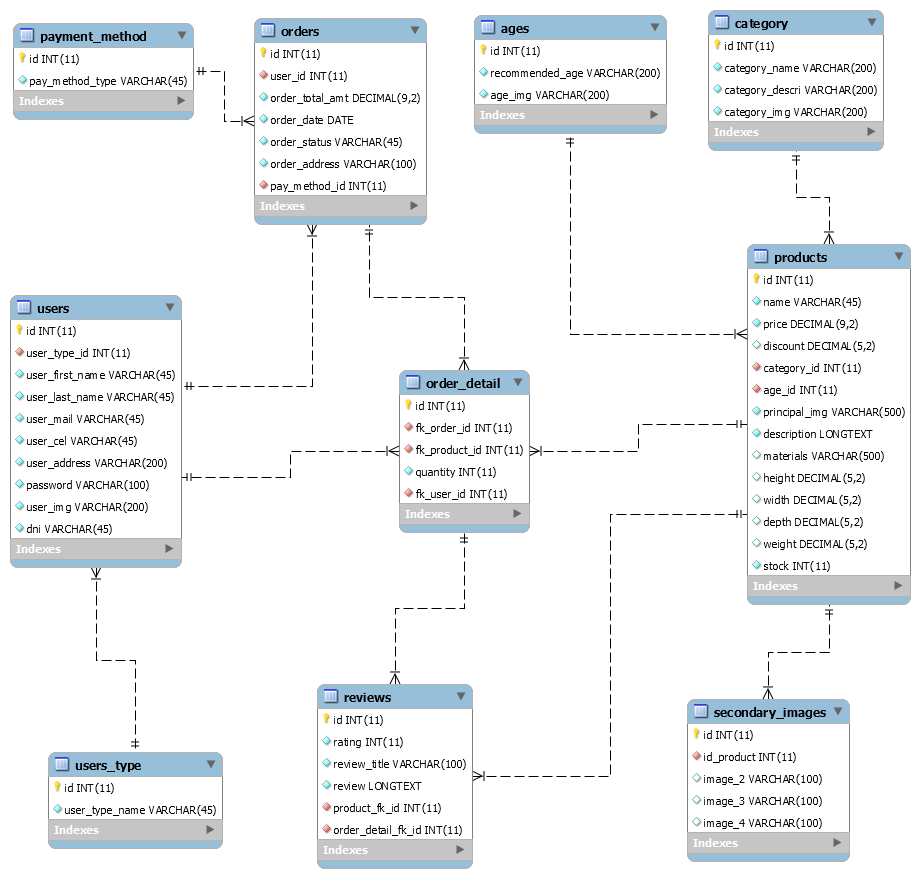 payment_method
id INT(11)
pay_method_type VARCHAR(45)
Indexes
orders
id INT(11)
user_id INT(11)
order_total_amt DECIMAL(9,2)
order_date DATE
order_status VARCHAR(45)
order_address VARCHAR(100)
pay_method_id INT(11)
Indexes
ages
id INT(11)
recommended_age VARCHAR(200)
age_img VARCHAR(200)
Indexes
category
id INT(11)
category_name VARCHAR(200)
category_descri VARCHAR(200)
category_img VARCHAR(200)
Indexes
users
id INT(11)
user_type_id INT(11)
user_first_name VARCHAR(45)
user_last_name VARCHAR(45)
user_mail VARCHAR(45)
user_cel VARCHAR(45)
user_address VARCHAR(200)
password VARCHAR(100)
user_img VARCHAR(200)
dni VARCHAR(45)
Indexes
order_detail
id INT(11)
fk_order_id INT(11)
fk_product_id INT(11)
quantity INT(11)
fk_user_id INT(11)
Indexes
products
id INT(11)
name VARCHAR(45)
price DECIMAL(9,2)
discount DECIMAL(5,2)
category_id INT(11)
age_id INT(11)
principal_img VARCHAR(500)
description LONGTEXT
materials VARCHAR(500)
height DECIMAL(5,2)
width DECIMAL(5,2)
depth DECIMAL(5,2)
weight DECIMAL(5,2)
stock INT(11)
Indexes
users_type
id INT(11)
user_type_name VARCHAR(45)
Indexes
reviews
id INT(11)
rating INT(11)
review_title VARCHAR(100)
review LONGTEXT
product_fk_id INT(11)
order_detail_fk_id INT(11)
Indexes
secondary_images
id INT(11)
id_product INT(11)
image_2 VARCHAR(100)
image_3 VARCHAR(100)
image_4 VARCHAR(100)
Indexes